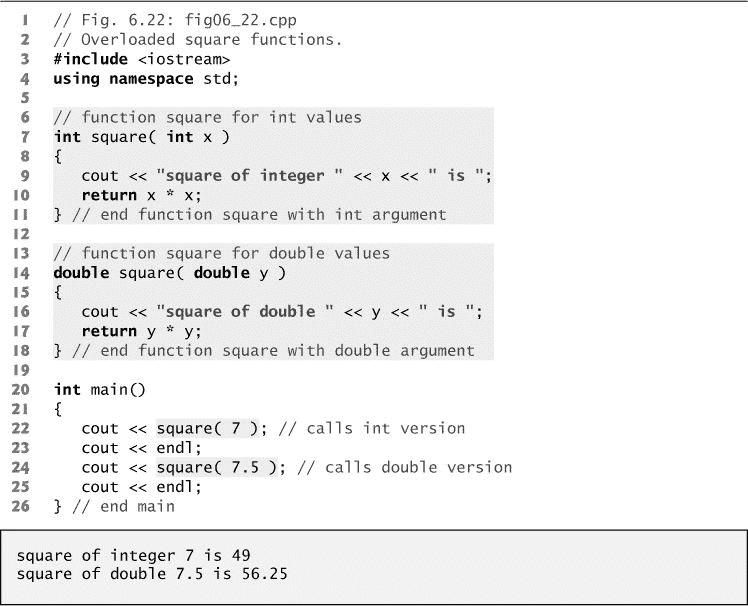 1 // Fig. 6.22: fig06_22.cpp
2 // Overloaded square functions.
3 #include <iostream>
4 using namespace std;
5
6 // function square for int values
7 int square( int x )
8 {
9    cout << "square of integer " << x << " is ";
10    return x * x;
11 } // end function square with int argument
12
13 // function square for double values
14 double square( double y )
15 {
16    cout << "square of double " << y << " is ";
17    return y * y;
18 } // end function square with double argument
19
20 int main()
21 {
22    cout << square( 7 ); // calls int version
23    cout << endl;
24    cout << square( 7.5 ); // calls double version
25    cout << endl;
26 } // end main
square of integer 7 is 49
square of double 7.5 is 56.25